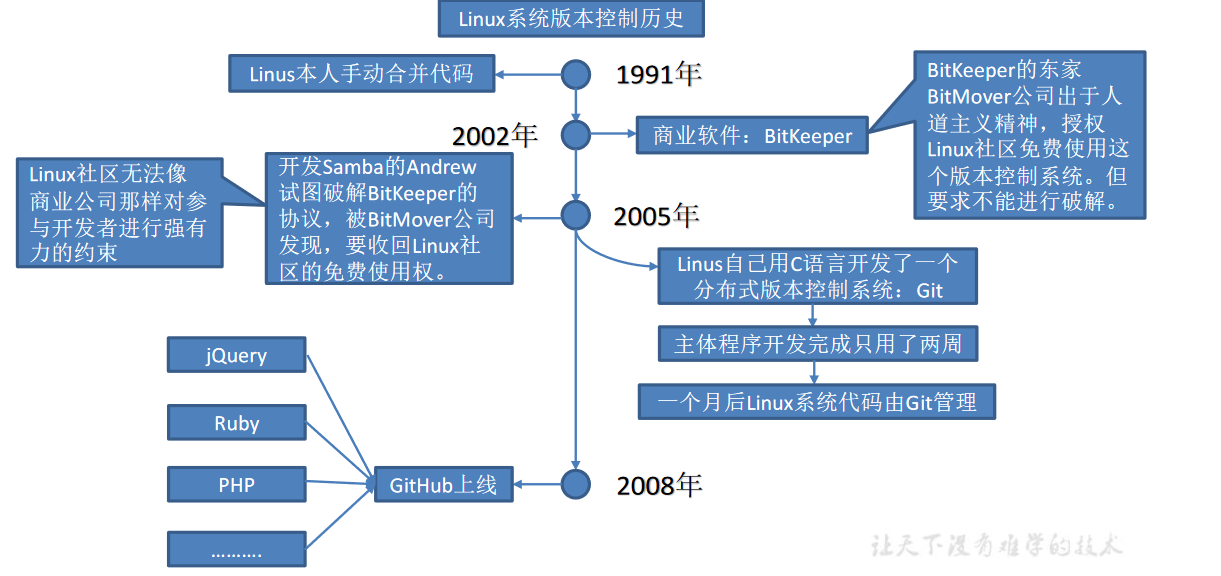 Linux系统版本控制历史
Linus本人手动合并代码
1991年
BitKeeper的东家
BitMover公司出于人
道主义精神，授权
Linux社区免费使用这
个版本控制系统。但
要求不能进行破解。
2002年
商业软件：BitKeeper
Linux社区无法像
商业公司那样对参
与开发者进行强有
力的约束
开发Samba的Andrew
试图破解BitKeeper的
协议，被BitMover公司
发现，要收回Linux社
区的免费使用权。
2005年
Linus自己用C语言开发了一个
分布式版本控制系统：Git
主体程序开发完成只用了两周
一个月后Linux系统代码由Git管理
jQuery
Ruby
PHP
……….
GitHub上线
2008年
让天下没有难学的技术